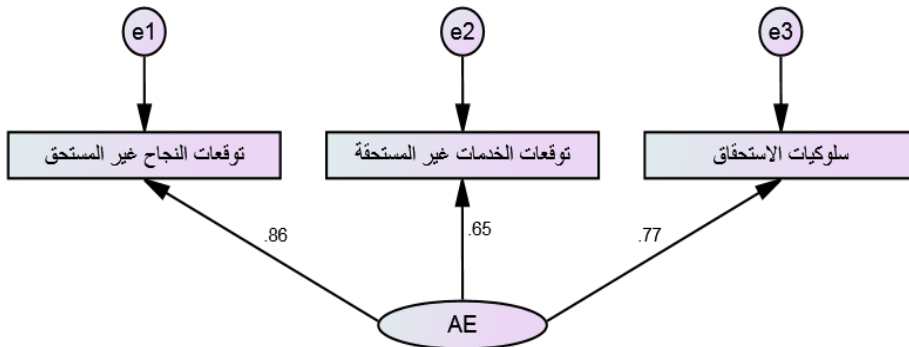 e1
e2
e3
توقعات النجاح غير المستحق
توقعات الخدمات غير المستحقة
سلوكيات الاستحقاق
.86
.65
.77
AE